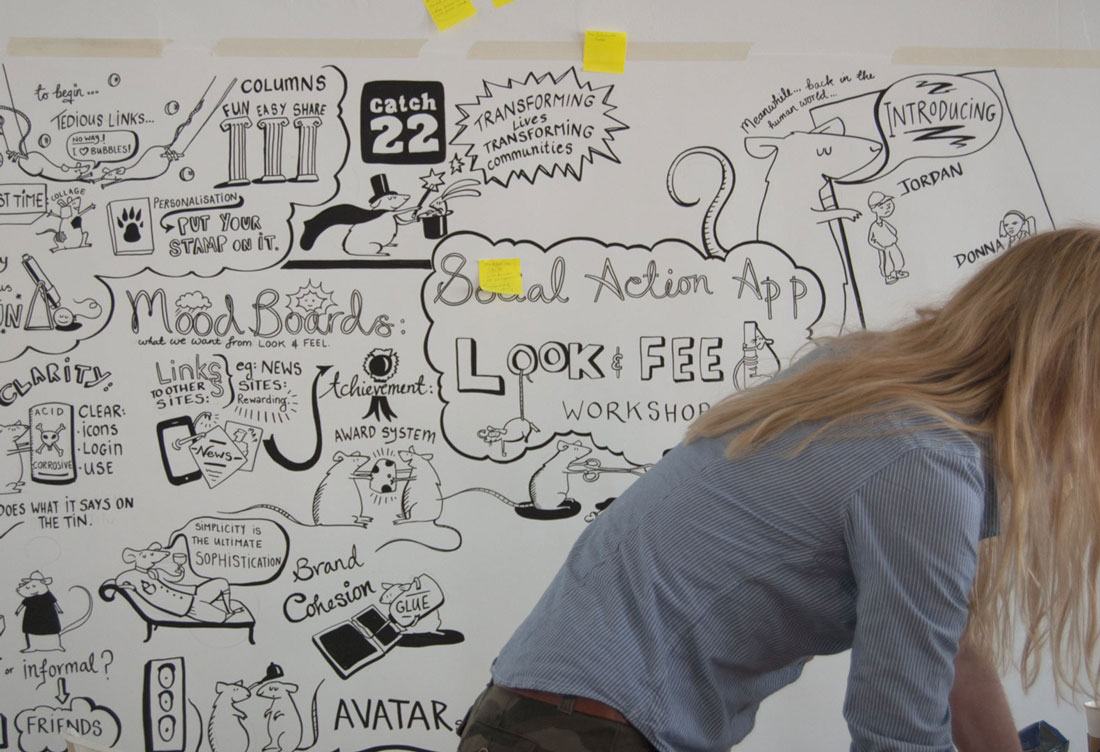 to begin...
TEDIOUS LINKS...
NO WAY!
I ♡ BUBBLES!
COLUMNS
FUN EASY SHARE
catch
22
TRANSFORMING
Lives
TRANSFORMING
communities
Meanwhile... back in the
human world...
INTRODUCING
JORDAN
DONNA
ST TIME
COLLAGE
PERSONALISATION
PUT YOUR
STAMP ON IT.
Mood Boards:
what we want from LOOK & FEEL.
Social Action App
LOOK & FEE
WORKSHOP
CLARITY...
ACID
CORROSIVE
CLEAR:
icons
Login
USE
DOES WHAT IT SAYS ON
THE TIN.
Links
TO OTHER
SITES:
eg: NEWS
SITES:
Rewarding:
News
Achievement:
AWARD SYSTEM
SIMPLICITY IS
THE ULTIMATE
SOPHISTICATION
Brand
Cohesion
GLUE
or informal?
FRIENDS
AVATARs